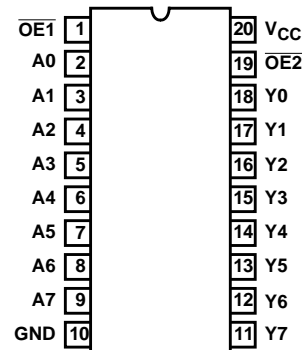 O̅E̅1̅ 1 20 VCC
A0 2 19 O̅E̅2̅
A1 3 18 Y0
A2 4 17 Y1
A3 5 16 Y2
A4 6 15 Y3
A5 7 14 Y4
A6 8 13 Y5
A7 9 12 Y6
GND 10 11 Y7